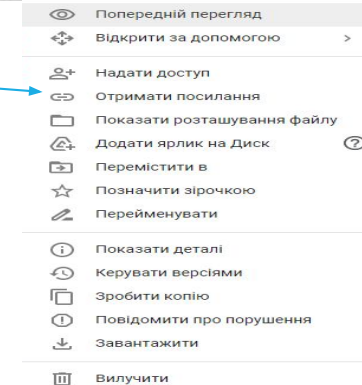 Попередній перегляд
Відкрити за допомогою
Надати доступ
Отримати посилання
Показати розташування файлу
Додати ярлик на Диск
Перемістити в
Позначити зірочкою
Перейменувати
Показати деталі
Керувати версіями
Зробити копію
Повідомити про порушення
Завантажити
Вилучити